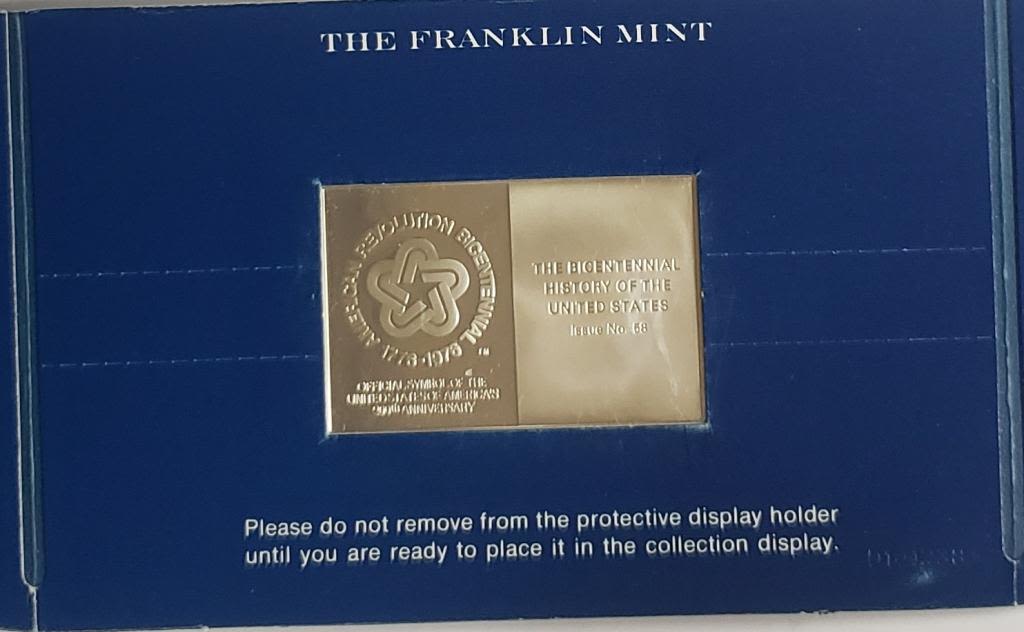 THE FRANKLIN MINT
AMERICAN REVOLUTION BICENTENNIAL
1776-1976
TM
OFFICIAL SYMBOL OF THE
UNITED STATES OF AMERICA'S
200th ANNIVERSARY
THE BICENTENNIAL
HISTORY OF THE
UNITED STATES
Issue No. 58
Please do not remove from the protective display holder
until you are ready to place it in the collection display.